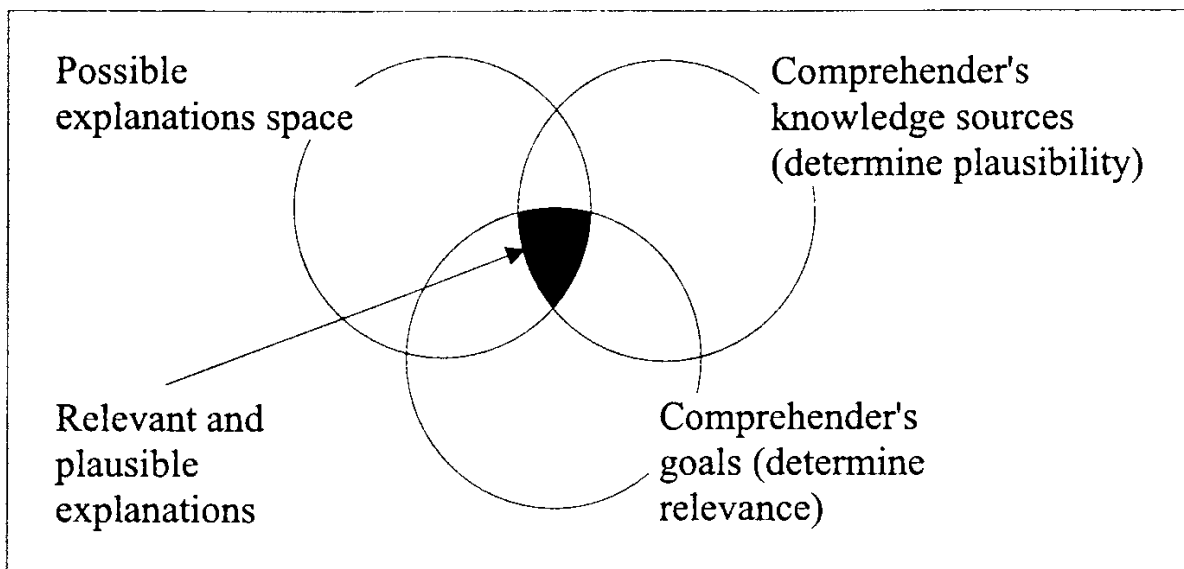 Possible
explanations space
Comprehender's
knowledge sources
(determine plausibility)
Relevant and
plausible
explanations
Comprehender's
goals (determine
relevance)